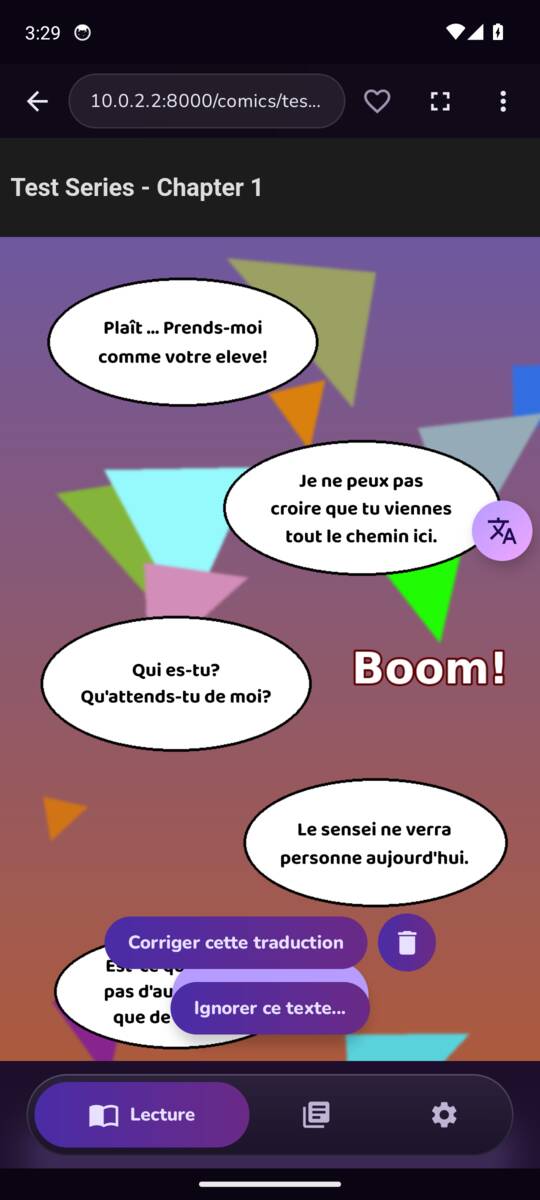 3:29
10.0.2.2:8000/comics/tes...
Test Series - Chapter 1
Plaît ... Prends-moi
comme votre eleve!
Je ne peux pas
croire que tu viennes
tout le chemin ici.
Qui es-tu?
Qu'attends-tu de moi?
Boom!
Le sensei ne verra
personne aujourd'hui.
Corriger cette traduction
pas d'au
que de
Ignorer ce texte...
Lecture